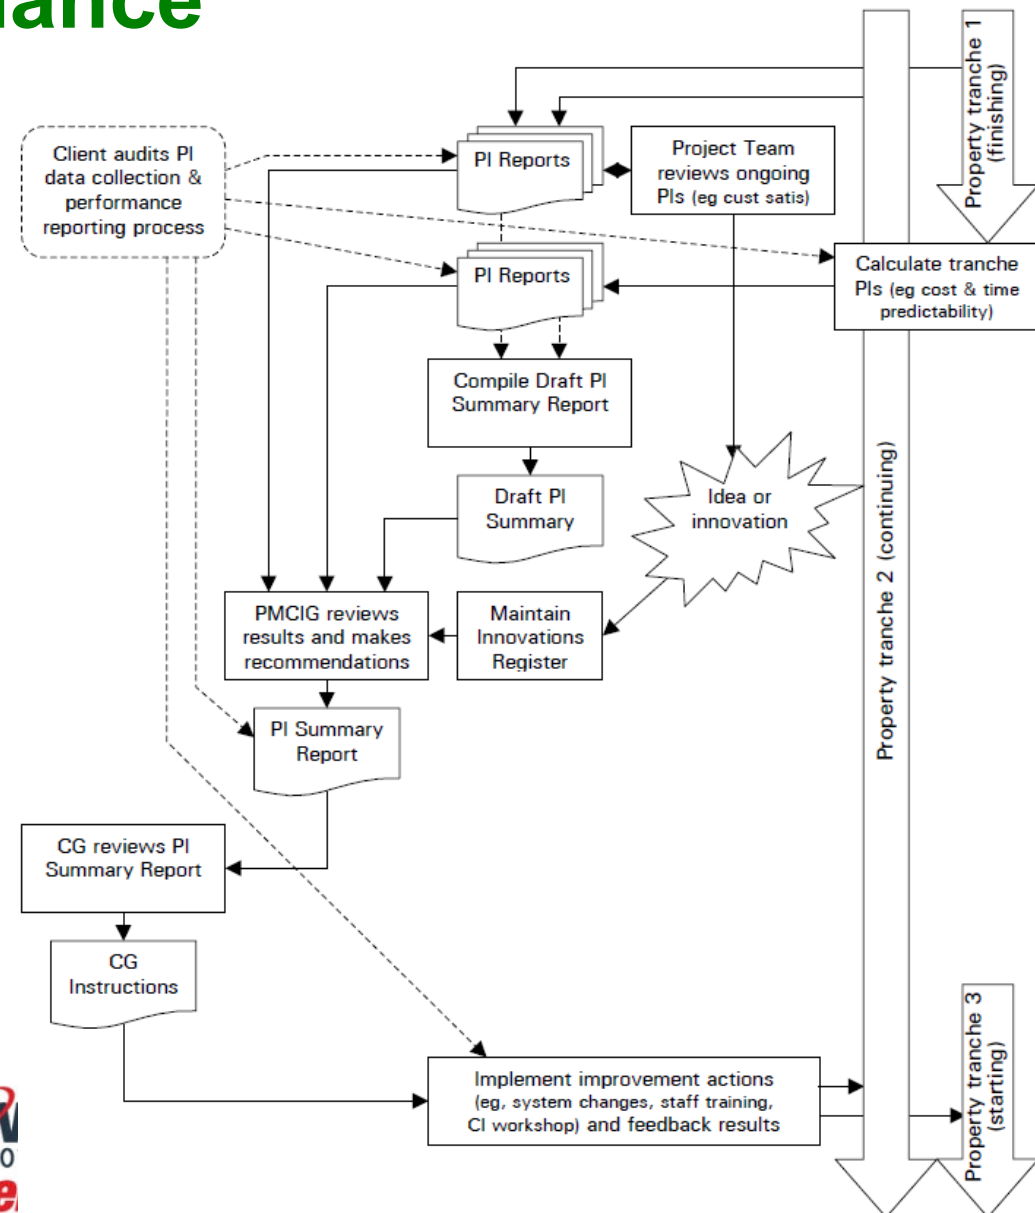 Property tranche 1
(finishing)
Client audits PI
data collection &
performance
reporting process
PI Reports
Project Team
reviews ongoing
PIs (eg cust satis)
PI Reports
Calculate tranche
PIs (eg cost & time
predictability)
Compile Draft PI
Summary Report
Draft PI
Summary
Idea or
innovation
Property tranche 2 (continuing)
PMCIG reviews
results and makes
recommendations
Maintain
Innovations
Register
PI Summary
Report
CG reviews PI
Summary Report
CG
Instructions
Implement improvement actions
(eg, system changes, staff training,
CI workshop) and feedback results
Property tranche 3
(starting)